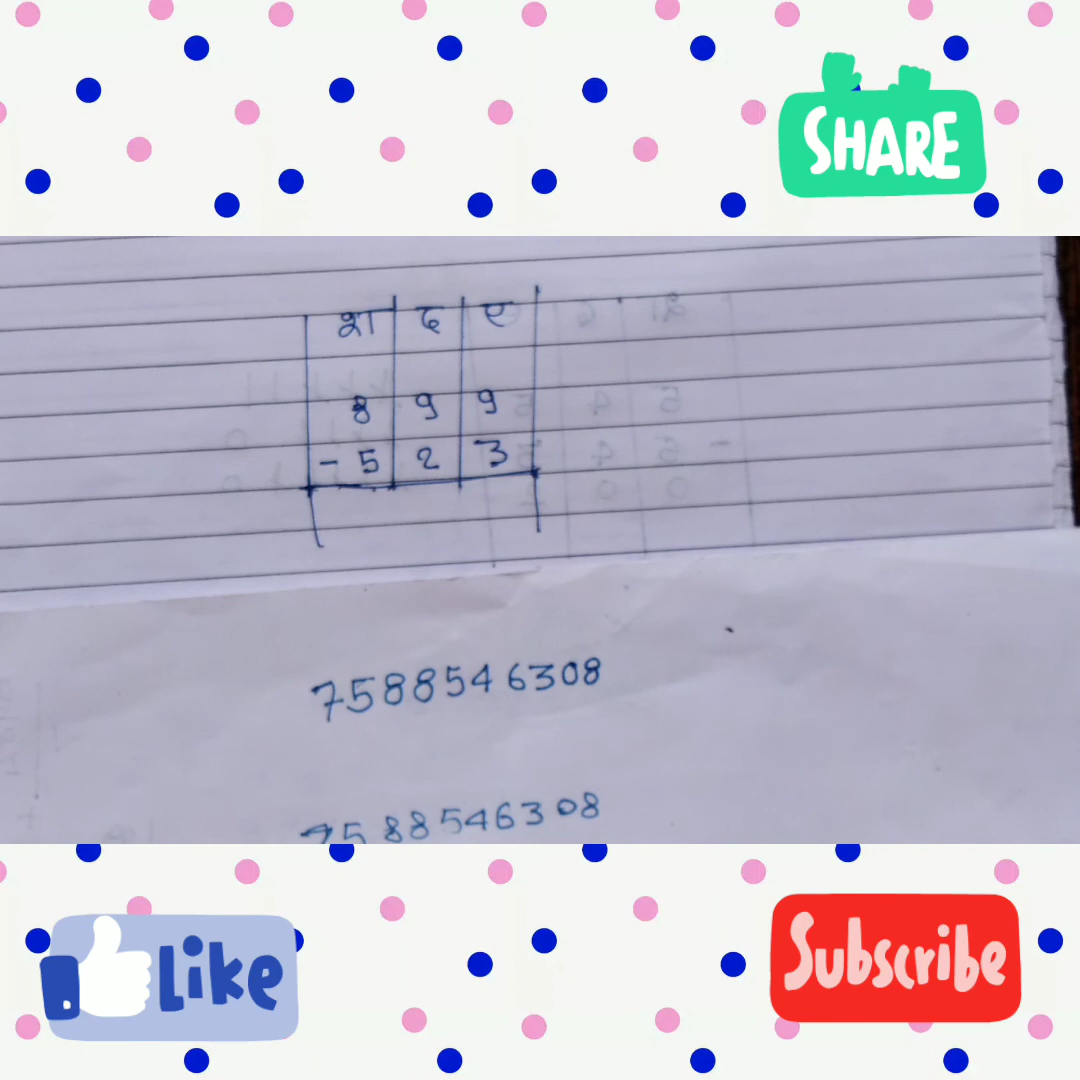 SHARE
श द ए
8 9 9
- 5 2 3
7588546308
7588546308
Like
Subscribe